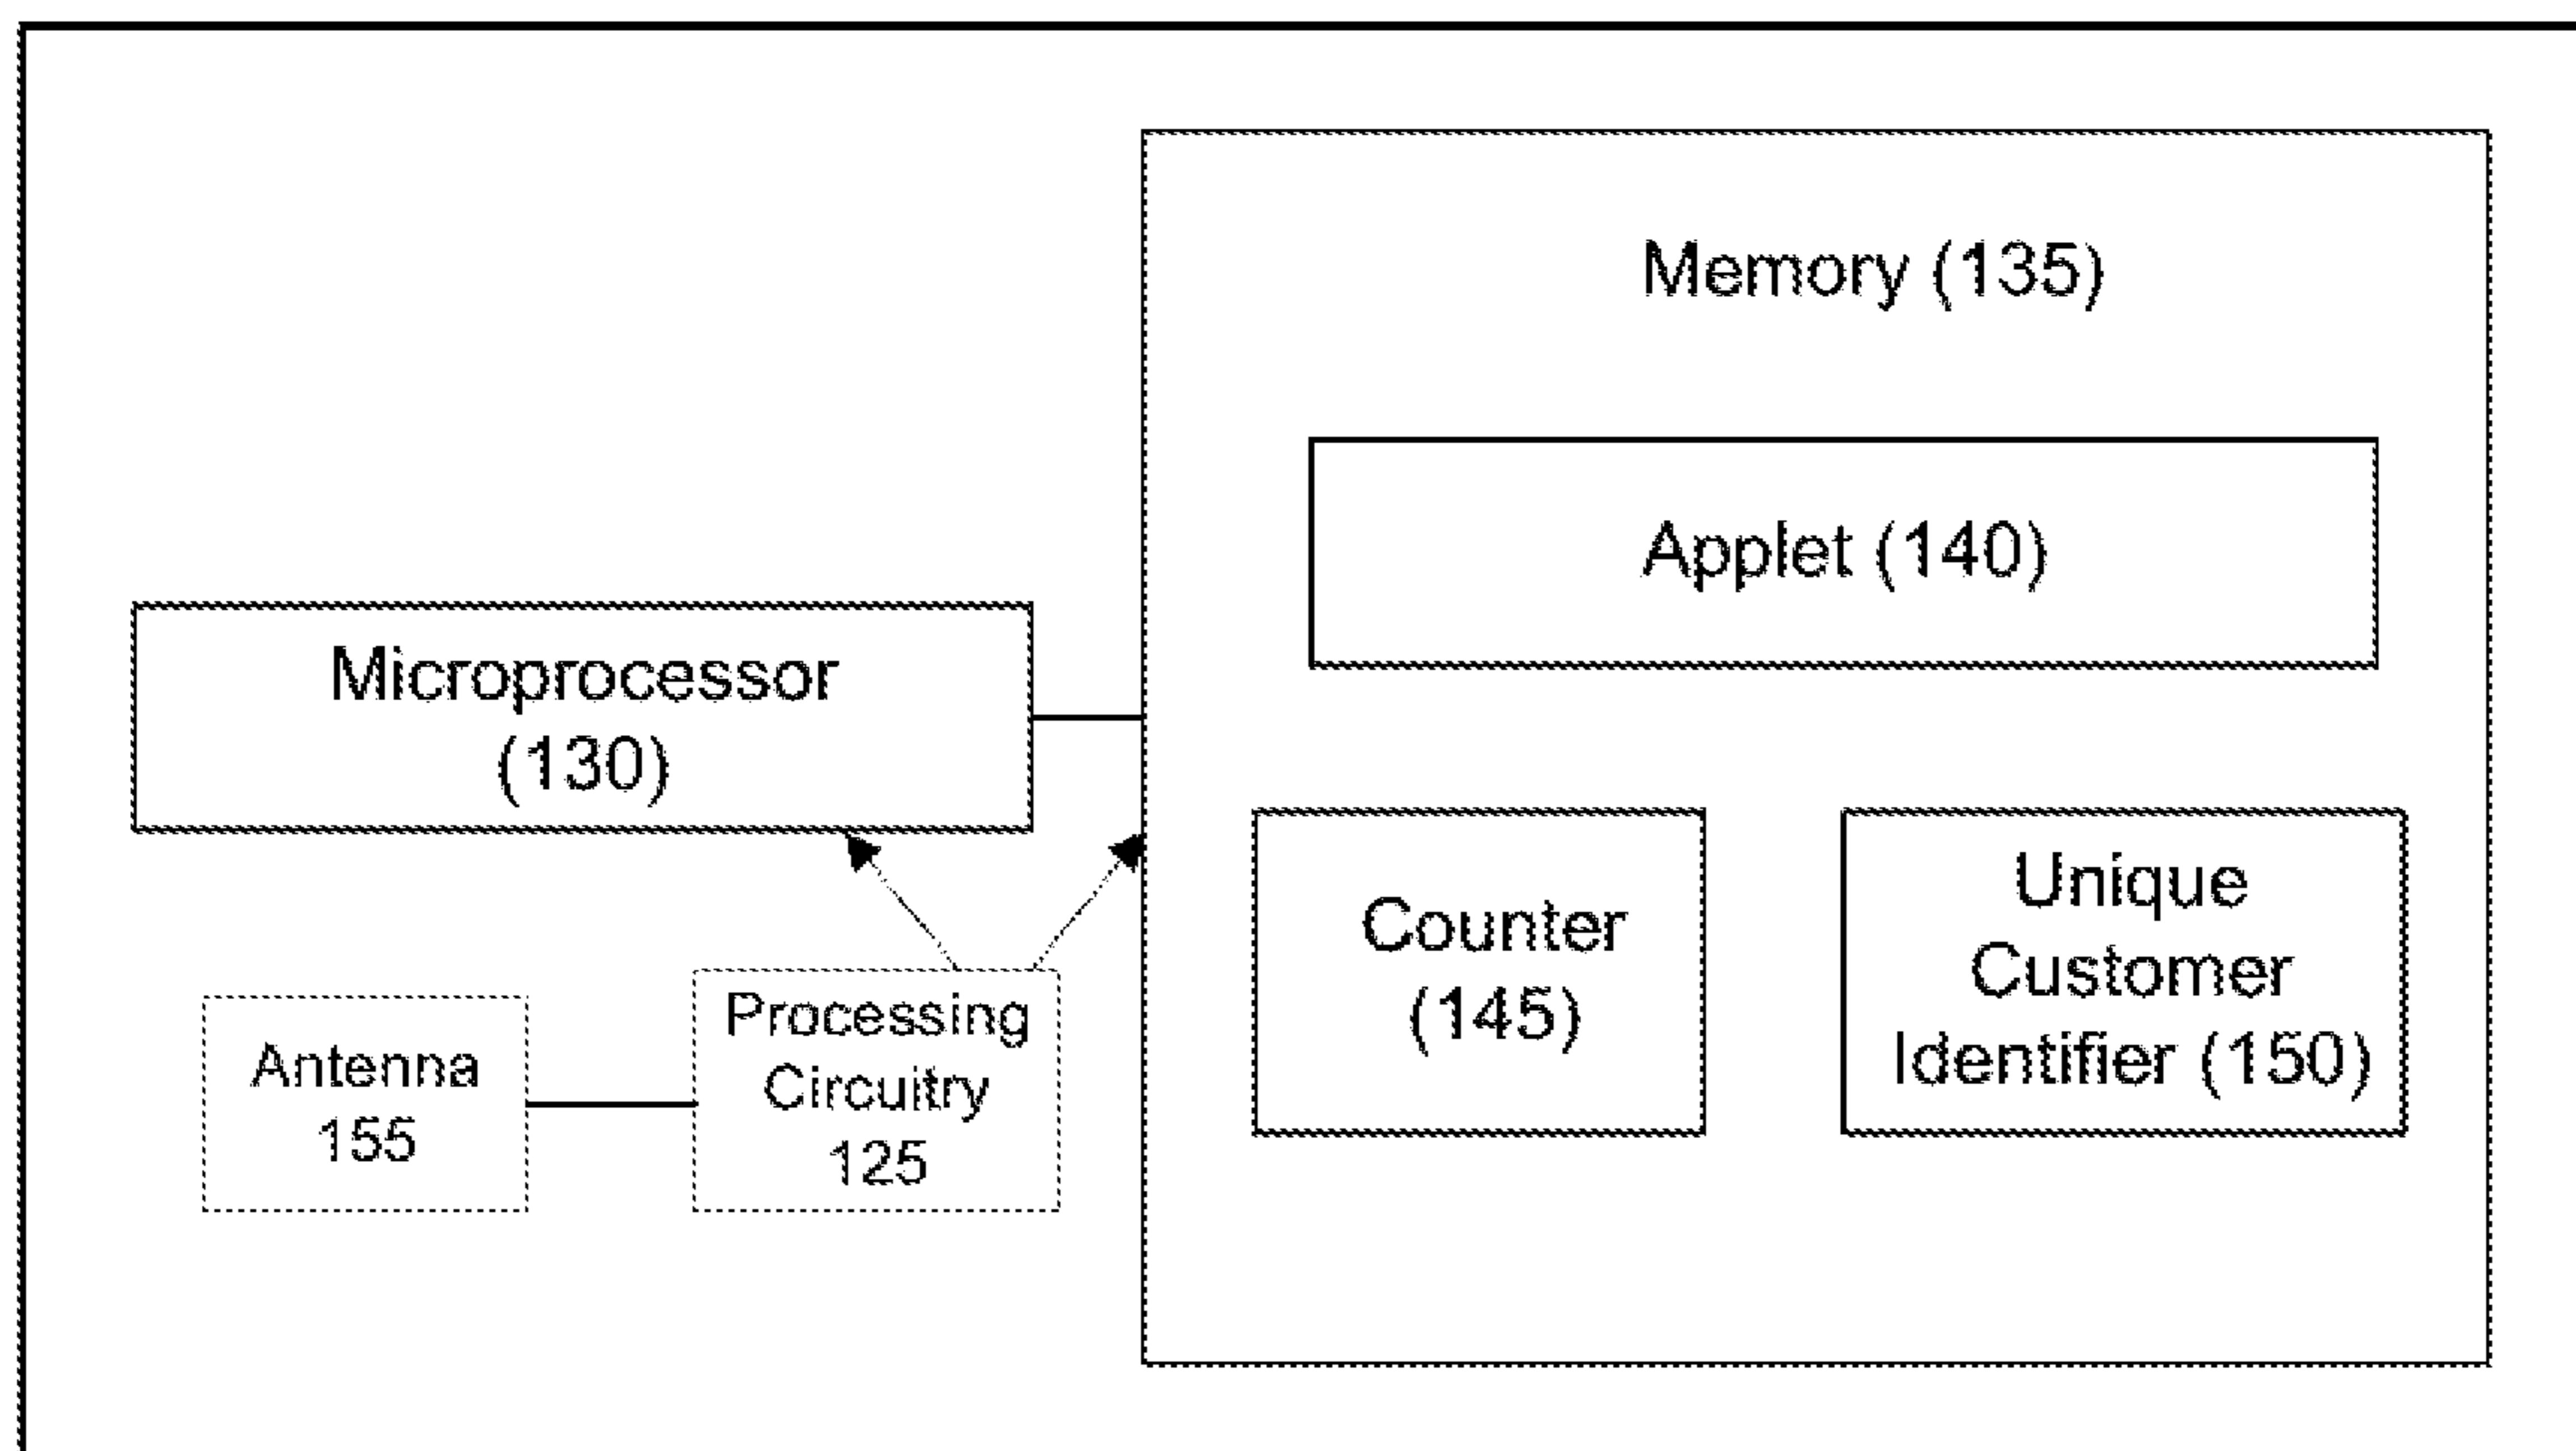 Memory (135)
Applet (140)
Microprocessor
(130)
Counter
(145)
Unique
Customer
Identifier (150)
Antenna
155
Processing
Circuitry
125